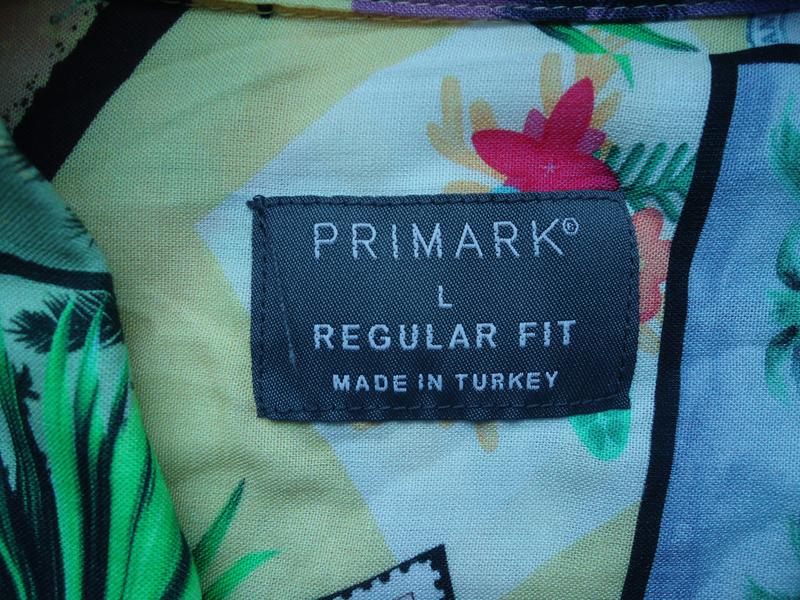 PRIMARK®
L
REGULAR FIT
MADE IN TURKEY